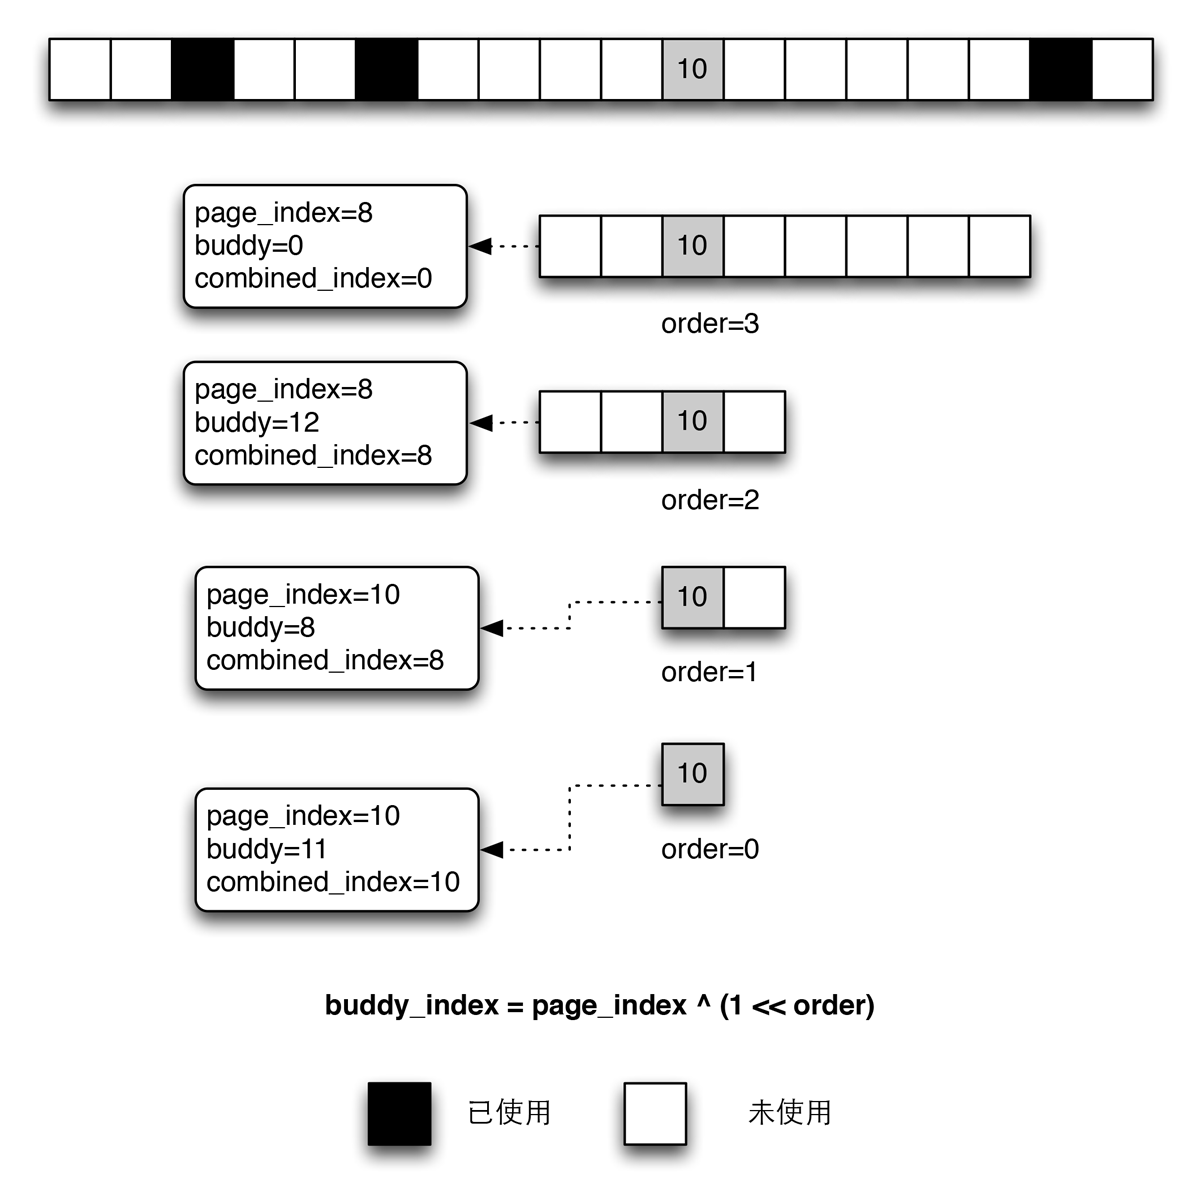 10
page_index=8
buddy=0
combined_index=0
10
order=3
page_index=8
buddy=12
combined_index=8
10
order=2
page_index=10
buddy=8
combined_index=8
10
order=1
10
page_index=10
buddy=11
combined_index=10
order=0
buddy_index = page_index ^ (1 << order)
已使用 未使用